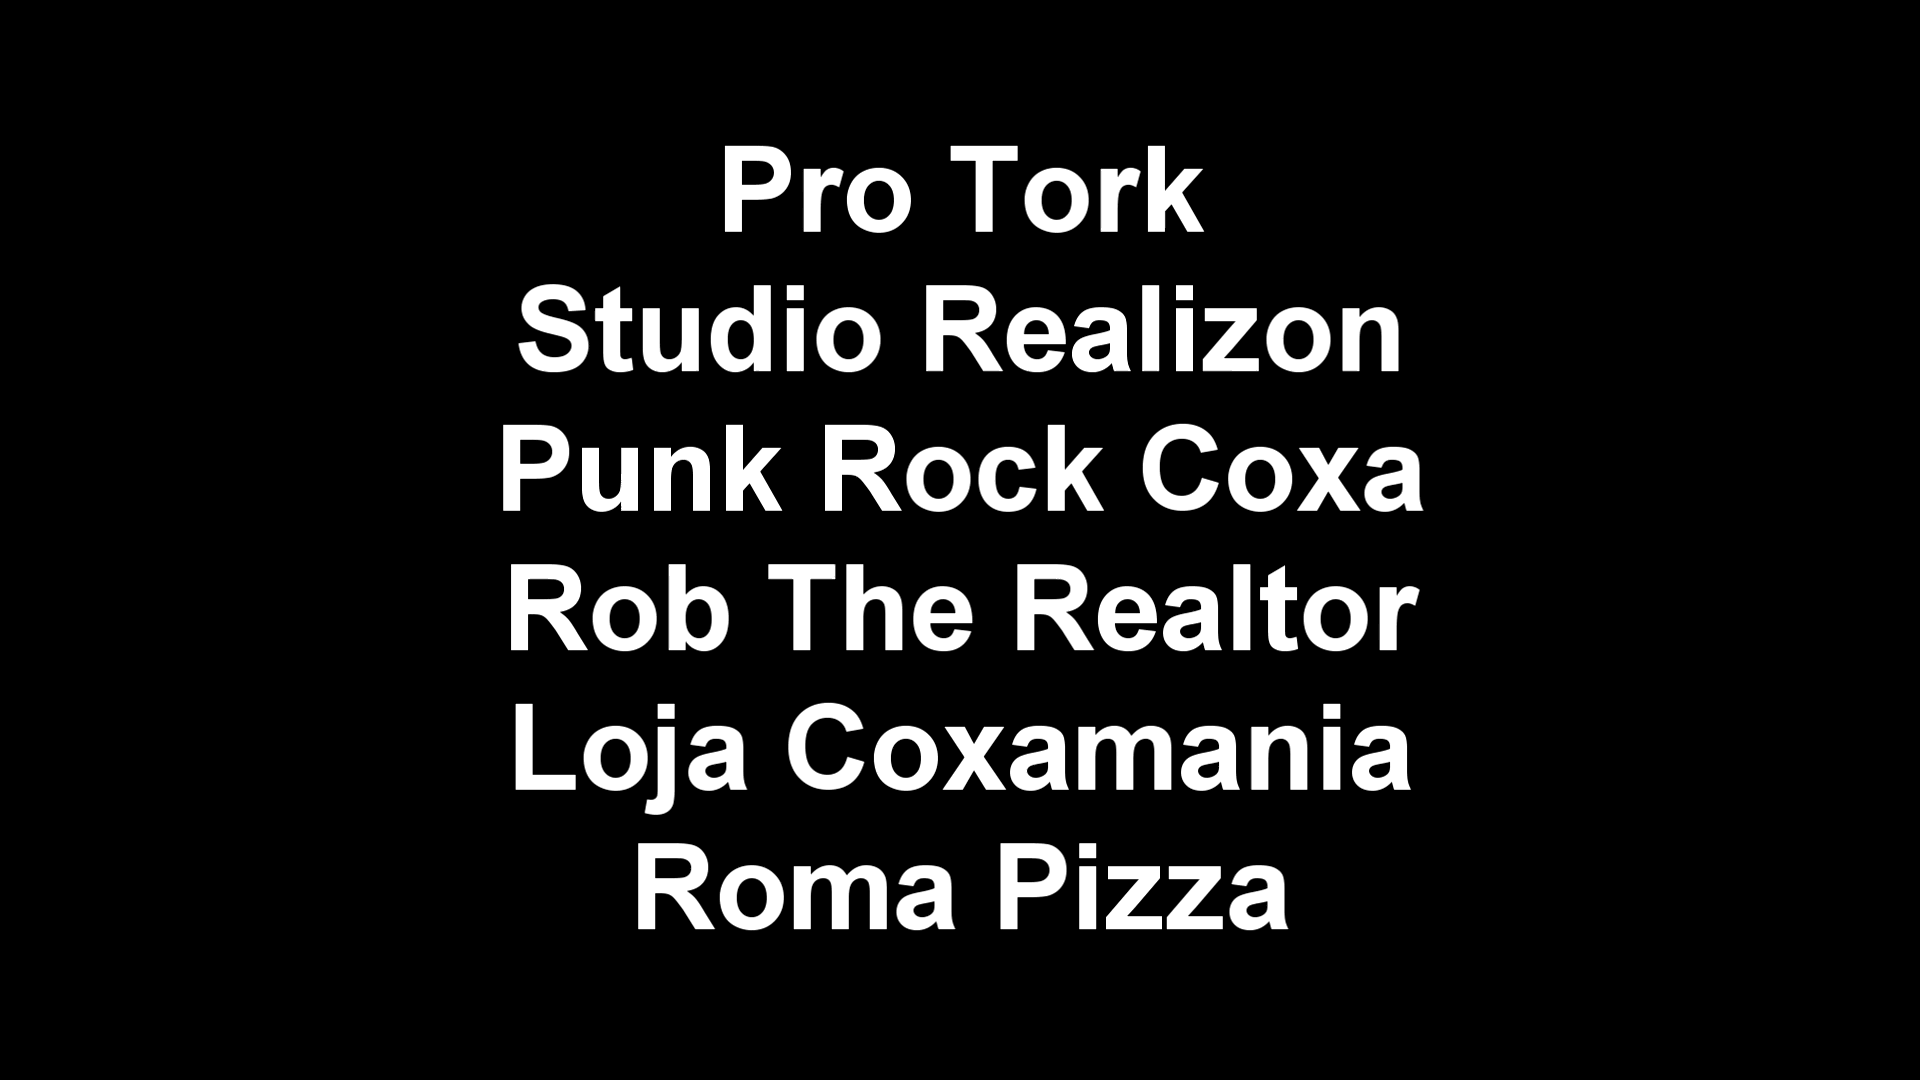 Pro Tork
Studio Realizon
Punk Rock Coxa
Rob The Realtor
Loja Coxamania
Roma Pizza